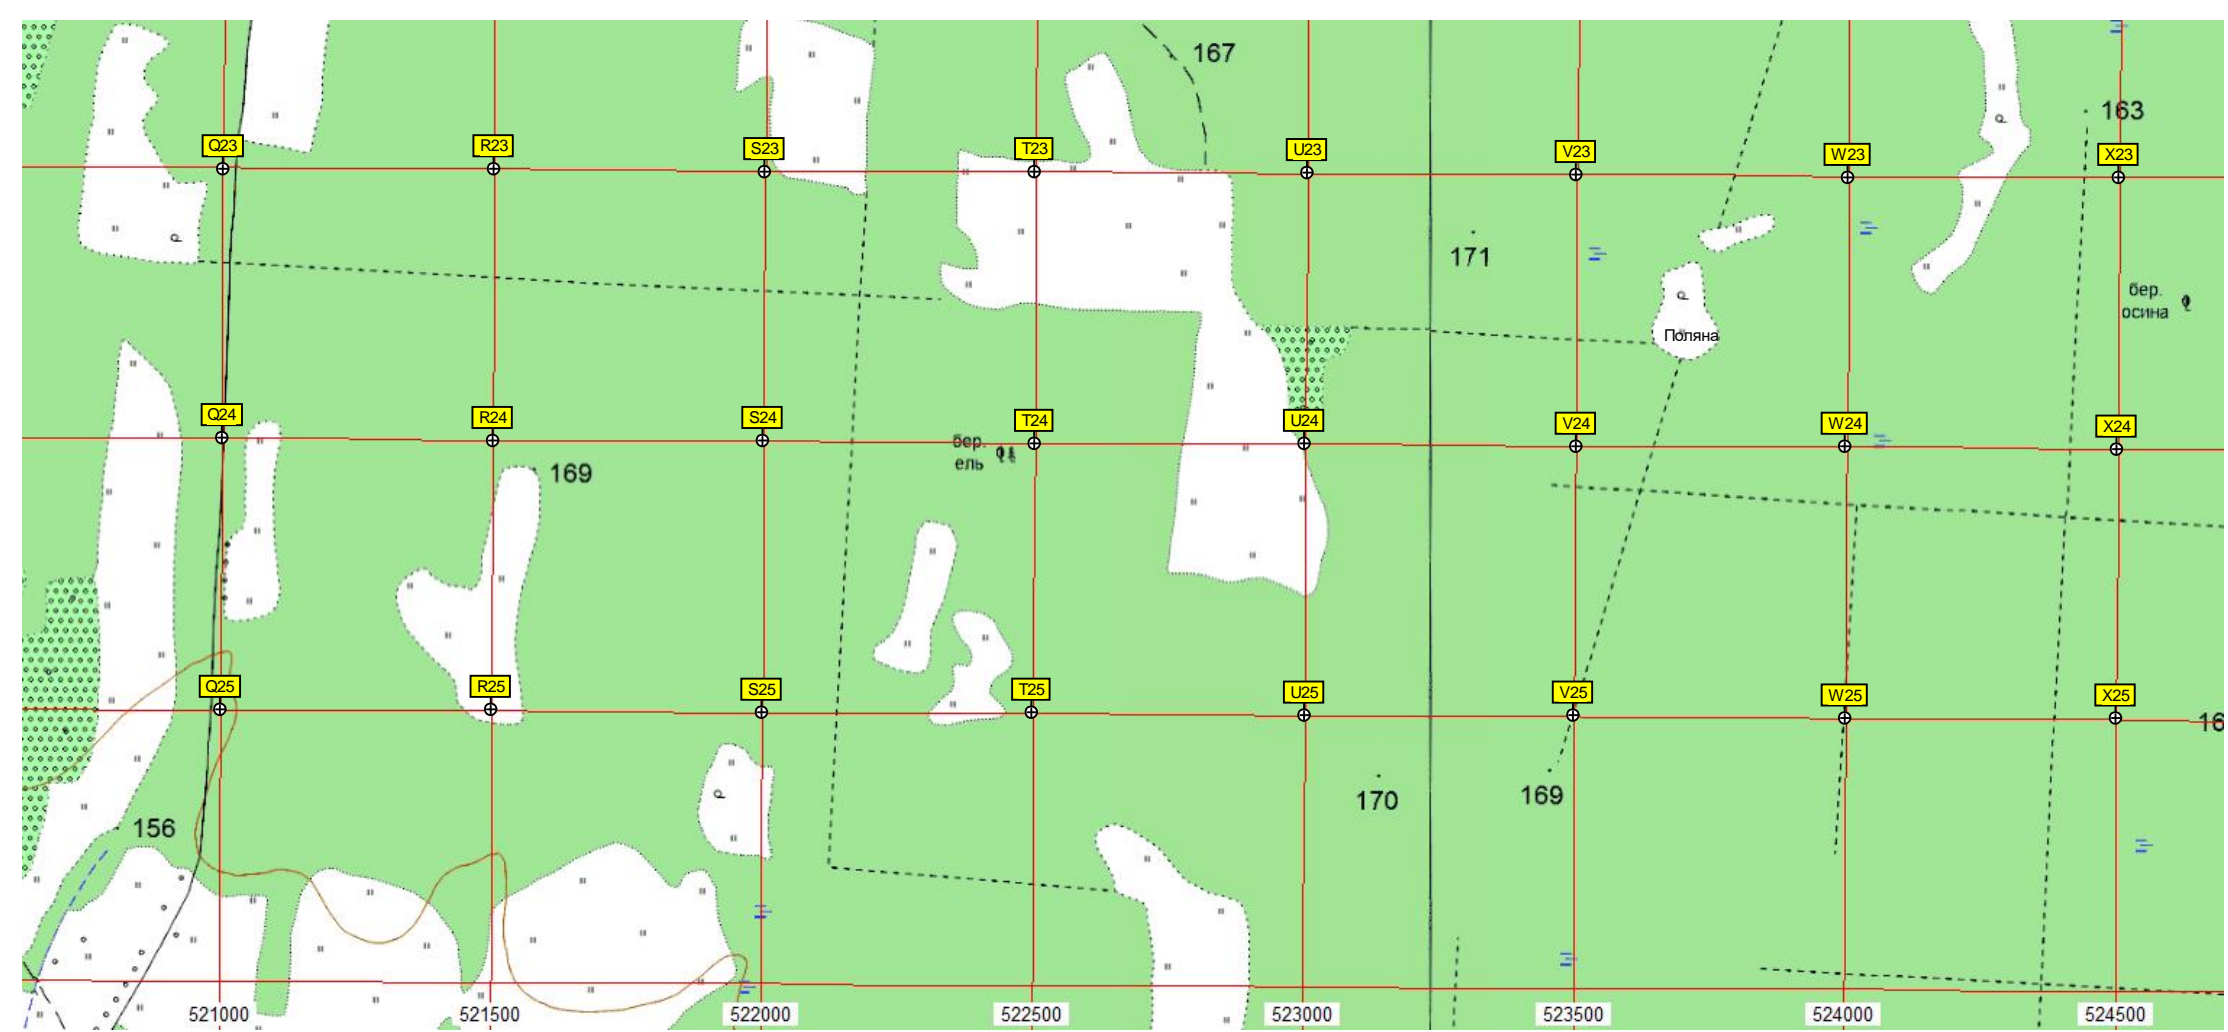 167
163
Q23
R23
S23
T23
U23
V23
W23
X23
171
бер.
осина
Поляна
Q24
R24
S24
T24
U24
V24
W24
X24
бер.
ель
169
Q25
R25
S25
T25
U25
V25
W25
X25
16
170
169
156
521000
521500
522000
522500
523000
523500
524000
524500